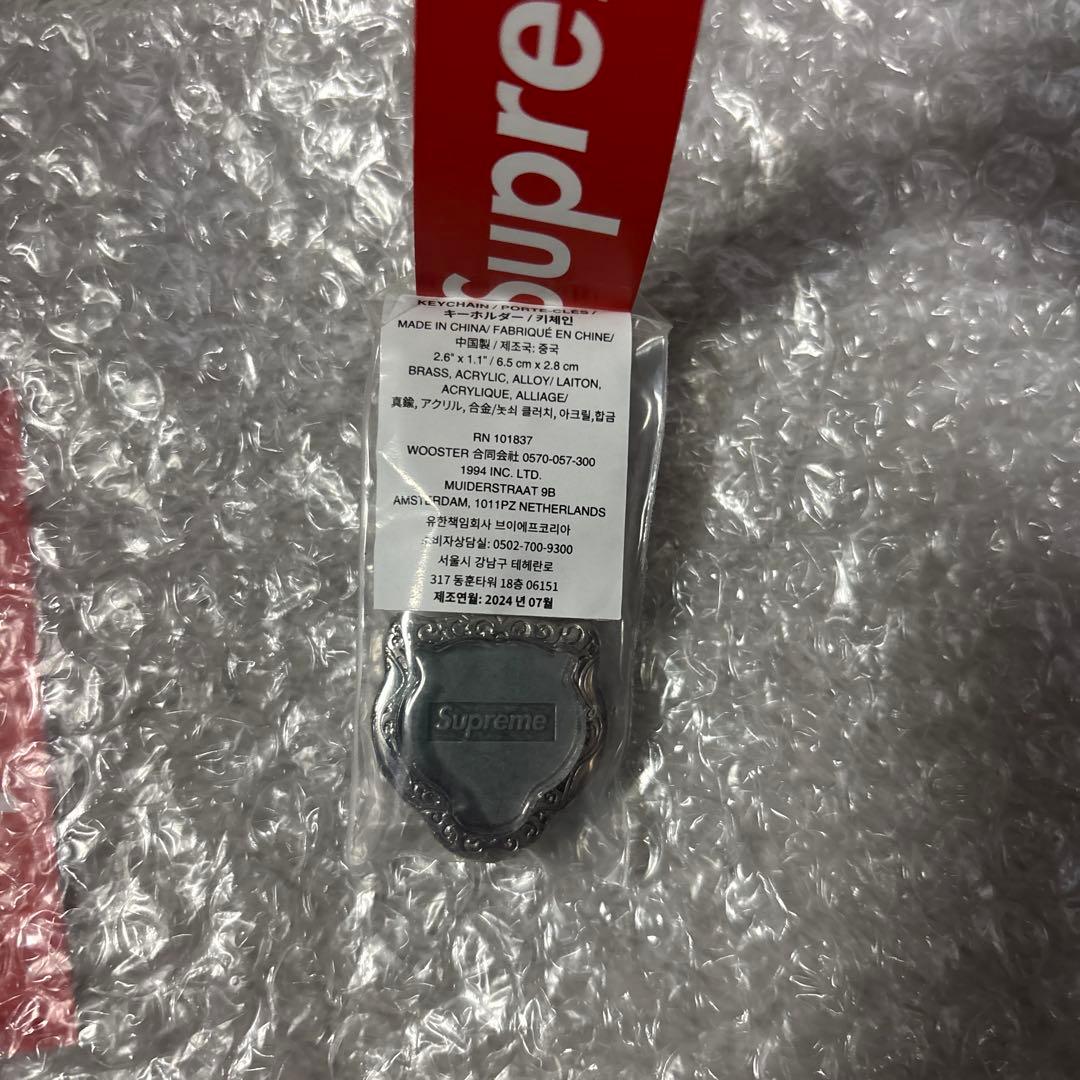 Supre
KEYCHAIN / PORTE-CLÉS /
キーホルダー / 키체인
MADE IN CHINA/ FABRIQUÉ EN CHINE/
中国製 / 제조국: 중국
2.6" x 1.1" / 6.5 cm x 2.8 cm
BRASS, ACRYLIC, ALLOY/ LAITON,
ACRYLIQUE, ALLIAGE/
真鍮, アクリル, 合金/놋쇠 클러치, 아크릴,합금
RN 101837
WOOSTER 合同会社 0570-057-300
1994 INC. LTD.
MUIDERSTRAAT 9B
AMSTERDAM, 1011PZ NETHERLANDS
유한책임회사 브이에프코리아
소비자상담실: 0502-700-9300
서울시 강남구 테헤란로
317 동훈타워 18층 06151
제조연월: 2024 년 07월
Supreme